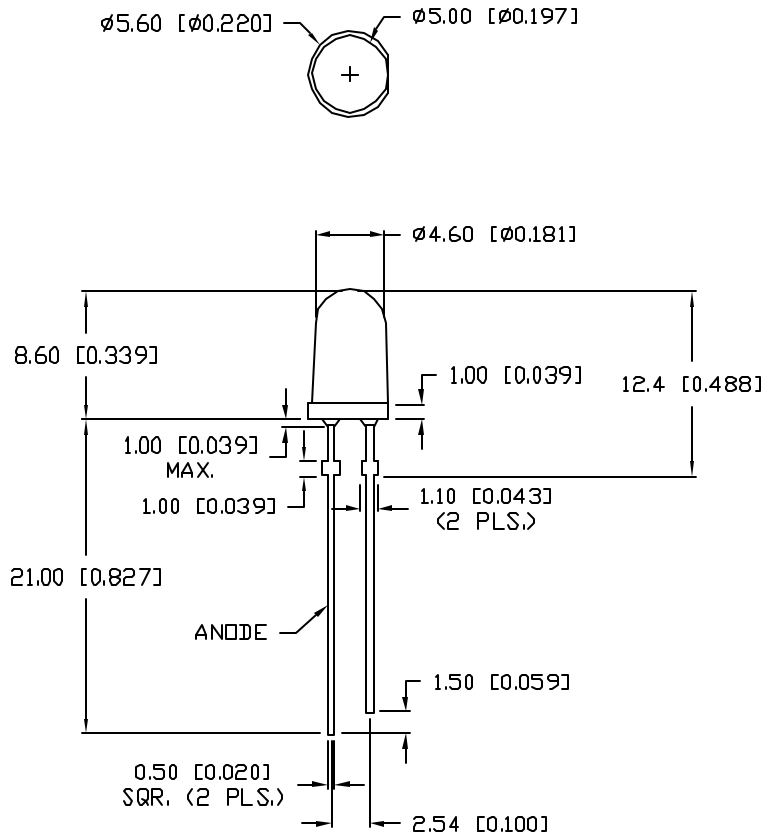 Ø5.60 [Ø0.220]
Ø5.00 [Ø0.197]
Ø4.60 [Ø0.181]
8.60 [0.339]
1.00 [0.039]
12.4 [0.488]
1.00 [0.039]
MAX.
1.00 [0.039]
1.10 [0.043]
(2 PLS.)
21.00 [0.827]
ANODE
1.50 [0.059]
0.50 [0.020]
SQR. (2 PLS.)
2.54 [0.100]